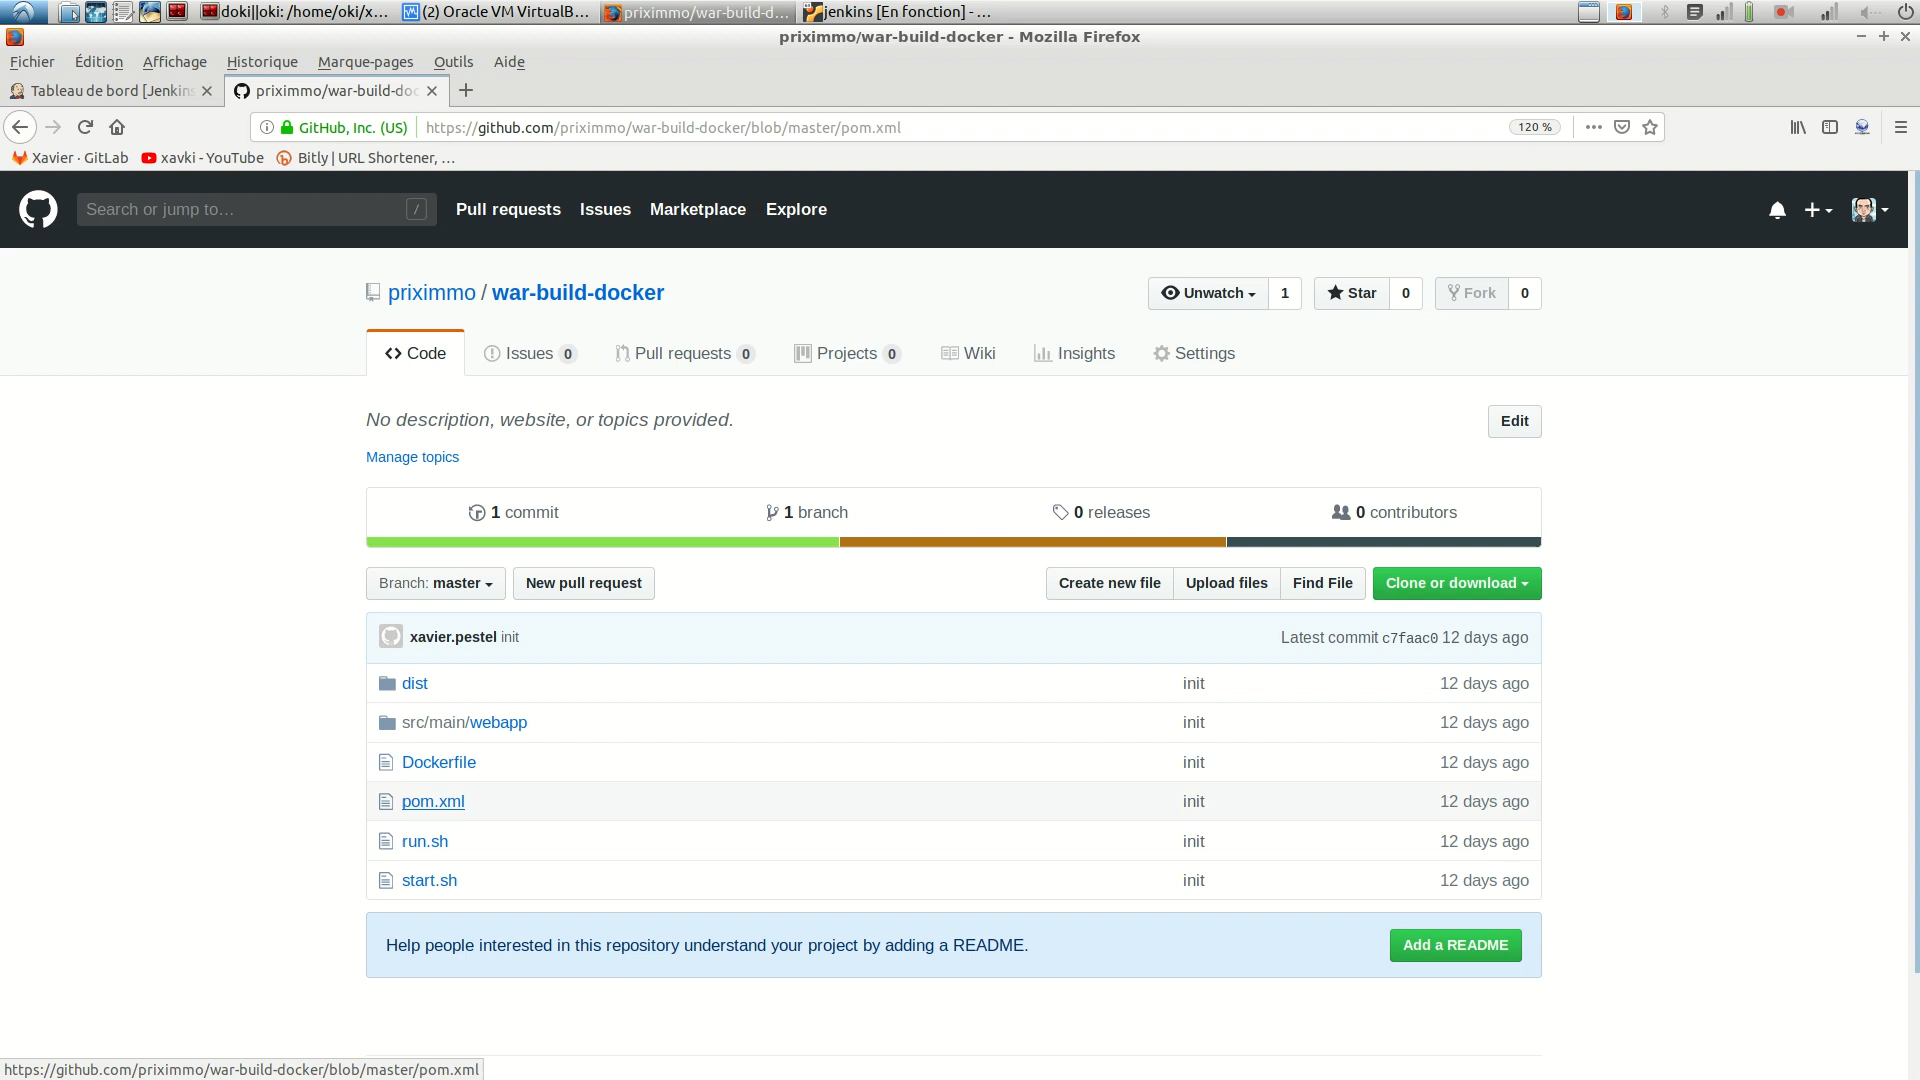 doki||oki: /home/oki/x... (2) Oracle VM VirtualB... priximmo/war-build-d... jenkins [En fonction] - ...
priximmo/war-build-docker - Mozilla Firefox
Fichier Édition Affichage Historique Marque-pages Outils Aide
Tableau de bord [Jenkins priximmo/war-build-doc
GitHub, Inc. (US) https://github.com/priximmo/war-build-docker/blob/master/pom.xml 120 %
Xavier · GitLab xavki - YouTube Bitly | URL Shortener, ...
Search or jump to… / Pull requests Issues Marketplace Explore
priximmo / war-build-docker Unwatch 1 Star 0 Fork 0
Code Issues 0 Pull requests 0 Projects 0 Wiki Insights Settings
No description, website, or topics provided. Edit
Manage topics
1 commit 1 branch 0 releases 0 contributors
Branch: master New pull request Create new file Upload files Find File Clone or download
xavier.pestel init Latest commit c7faac0 12 days ago
dist init 12 days ago
src/main/webapp init 12 days ago
Dockerfile init 12 days ago
pom.xml init 12 days ago
run.sh init 12 days ago
start.sh init 12 days ago
Help people interested in this repository understand your project by adding a README. Add a README
https://github.com/priximmo/war-build-docker/blob/master/pom.xml